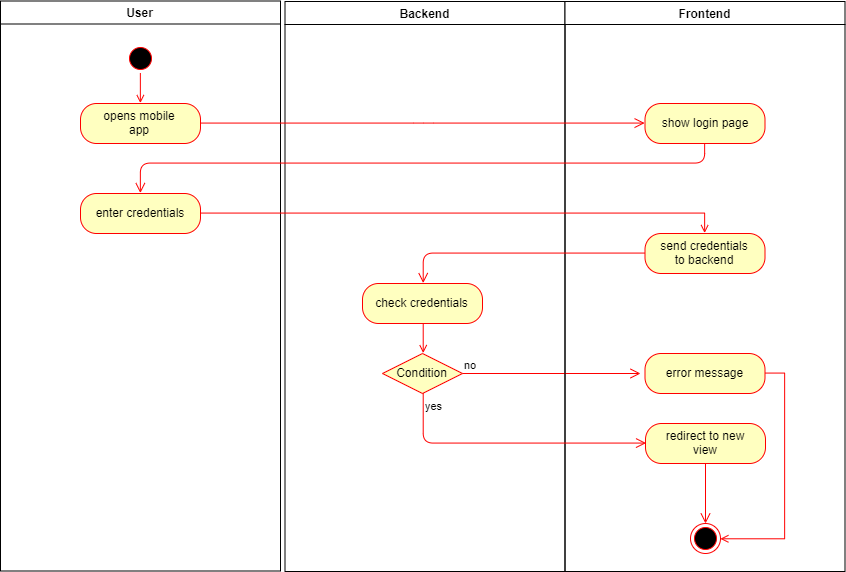 User
Backend
Frontend
opens mobile
app
show login page
enter credentials
send credentials
to backend
check credentials
Condition
no
error message
yes
redirect to new
view